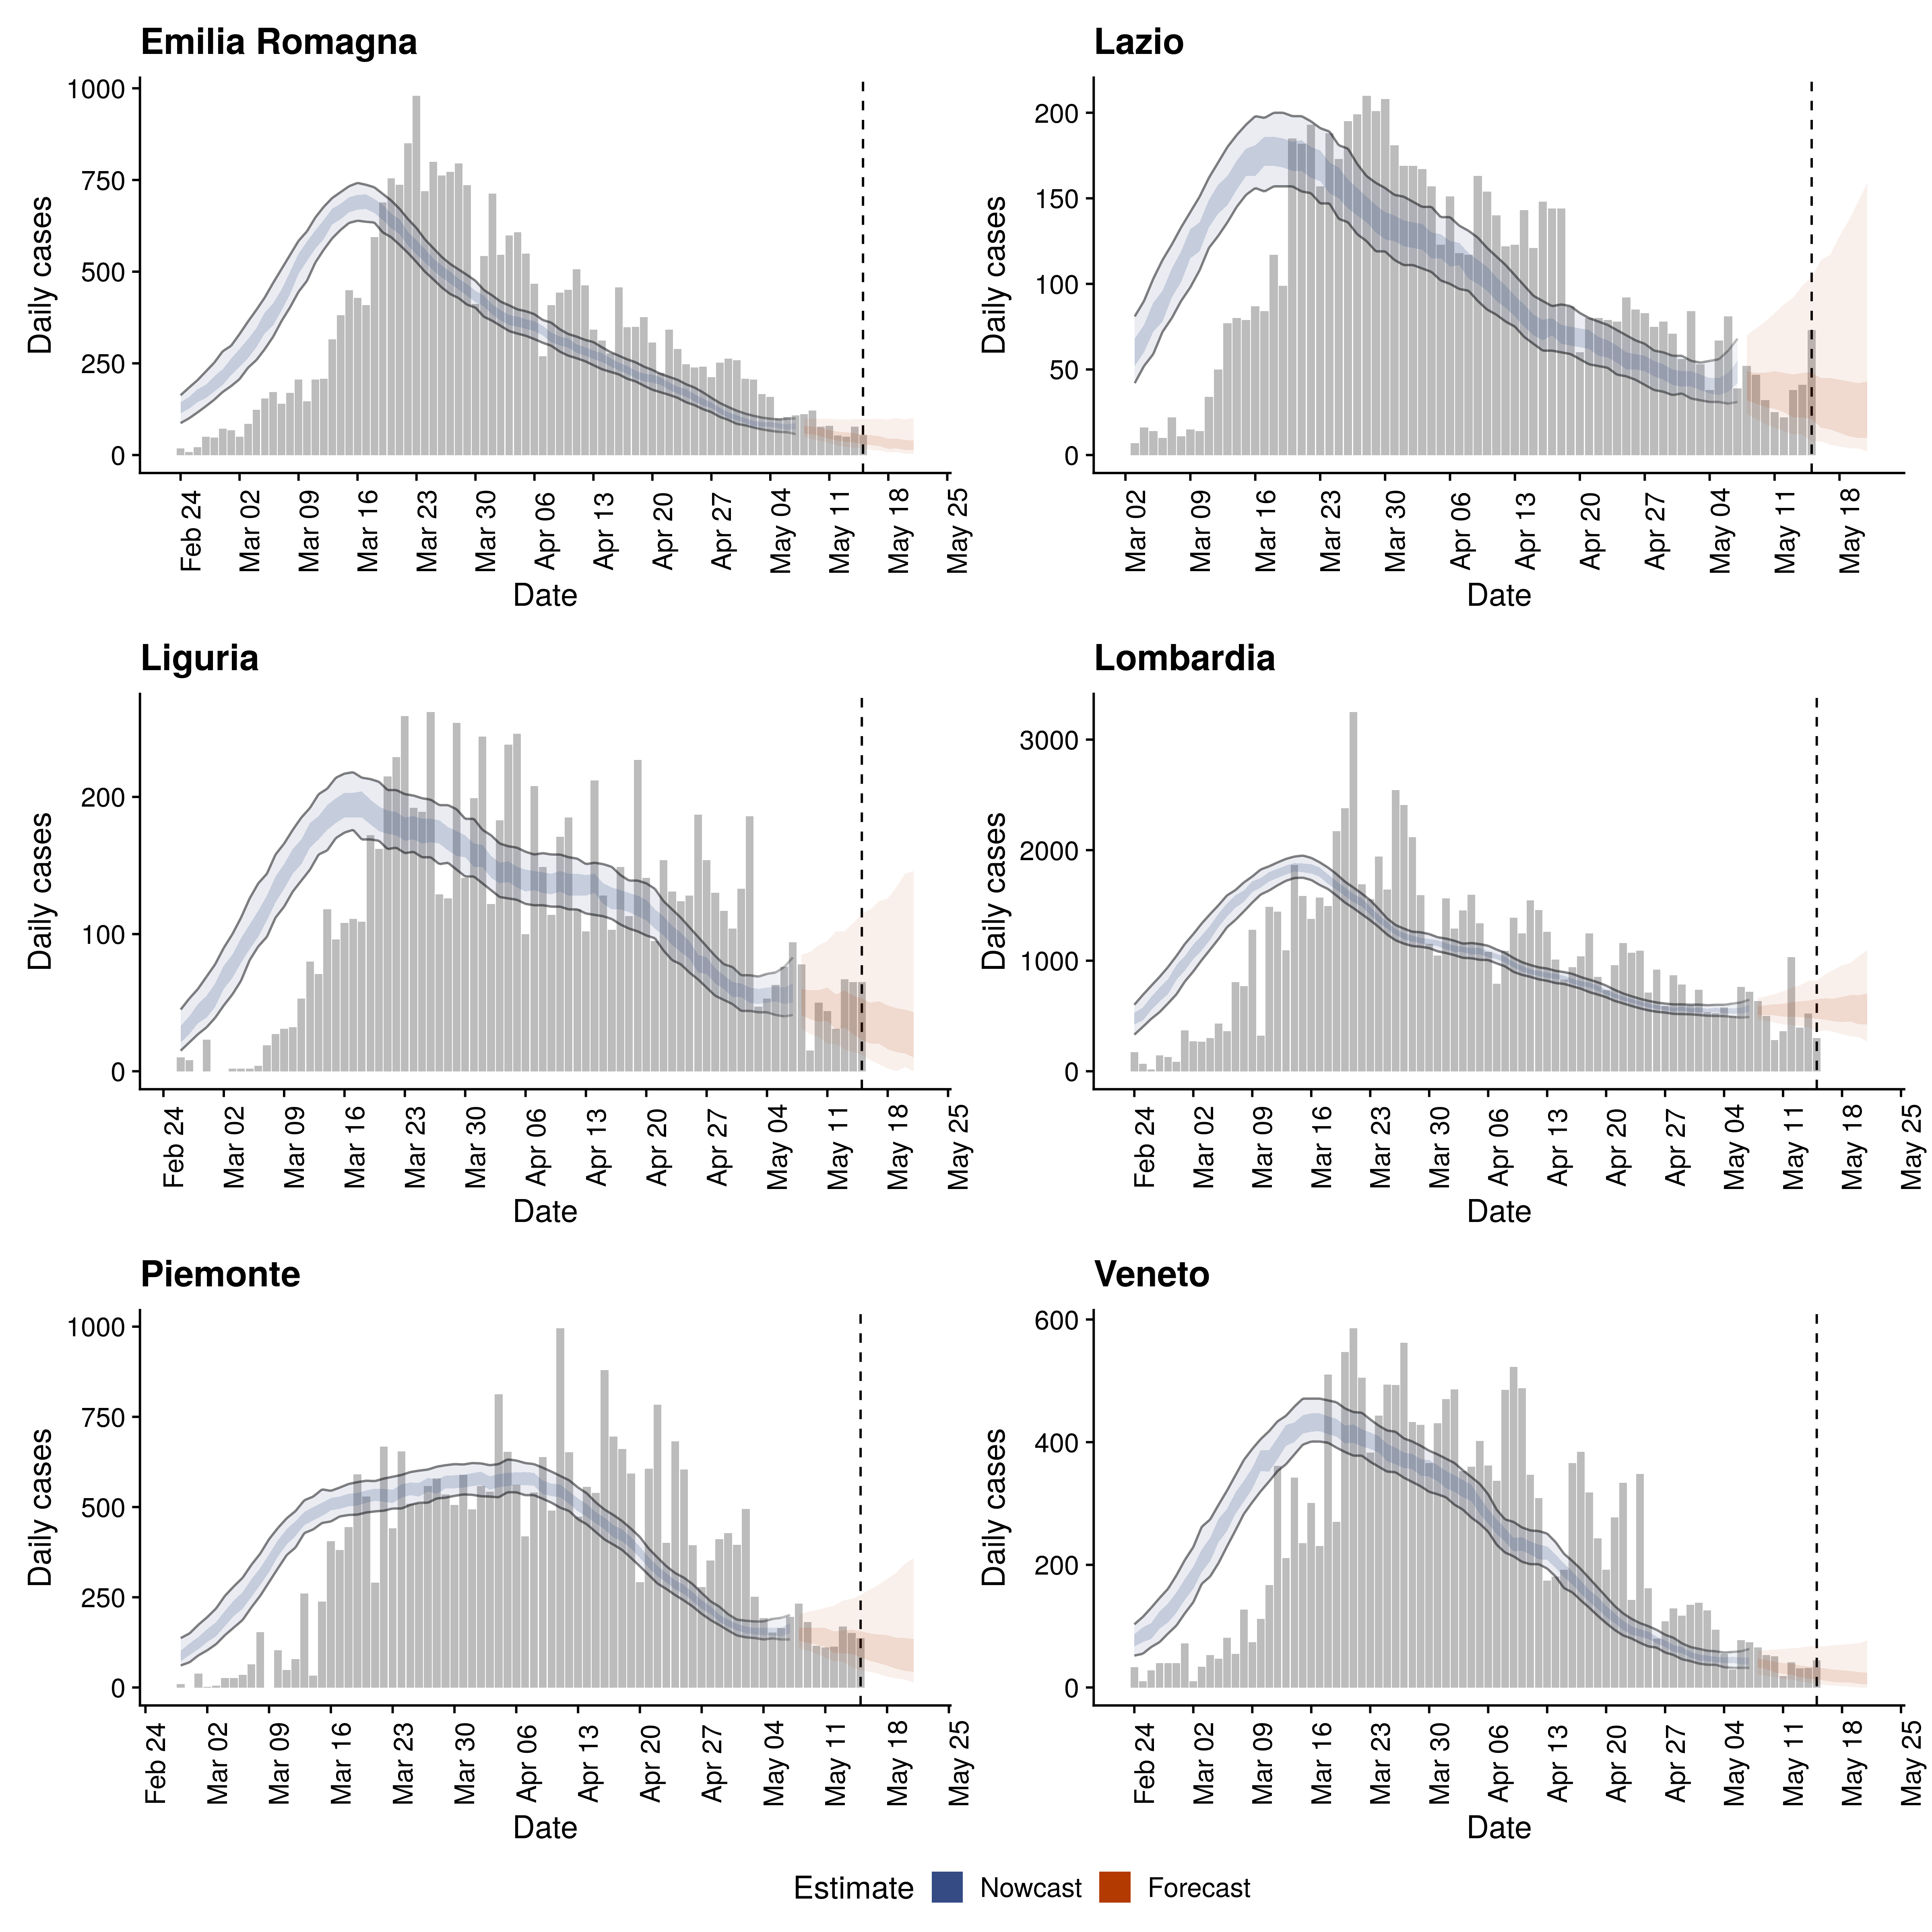 Emilia Romagna
Daily cases
1000
750
500
250
0
Feb 24
Mar 02
Mar 09
Mar 16
Mar 23
Mar 30
Apr 06
Apr 13
Apr 20
Apr 27
May 04
May 11
May 18
May 25
Date
Lazio
Daily cases
200
150
100
50
0
Mar 02
Mar 09
Mar 16
Mar 23
Mar 30
Apr 06
Apr 13
Apr 20
Apr 27
May 04
May 11
May 18
Date
Liguria
Daily cases
200
100
0
Feb 24
Mar 02
Mar 09
Mar 16
Mar 23
Mar 30
Apr 06
Apr 13
Apr 20
Apr 27
May 04
May 11
May 18
May 25
Date
Lombardia
Daily cases
3000
2000
1000
0
Feb 24
Mar 02
Mar 09
Mar 16
Mar 23
Mar 30
Apr 06
Apr 13
Apr 20
Apr 27
May 04
May 11
May 18
May 25
Date
Piemonte
Daily cases
1000
750
500
250
0
Feb 24
Mar 02
Mar 09
Mar 16
Mar 23
Mar 30
Apr 06
Apr 13
Apr 20
Apr 27
May 04
May 11
May 18
May 25
Date
Veneto
Daily cases
600
400
200
0
Feb 24
Mar 02
Mar 09
Mar 16
Mar 23
Mar 30
Apr 06
Apr 13
Apr 20
Apr 27
May 04
May 11
May 18
May 25
Date
Estimate Nowcast Forecast